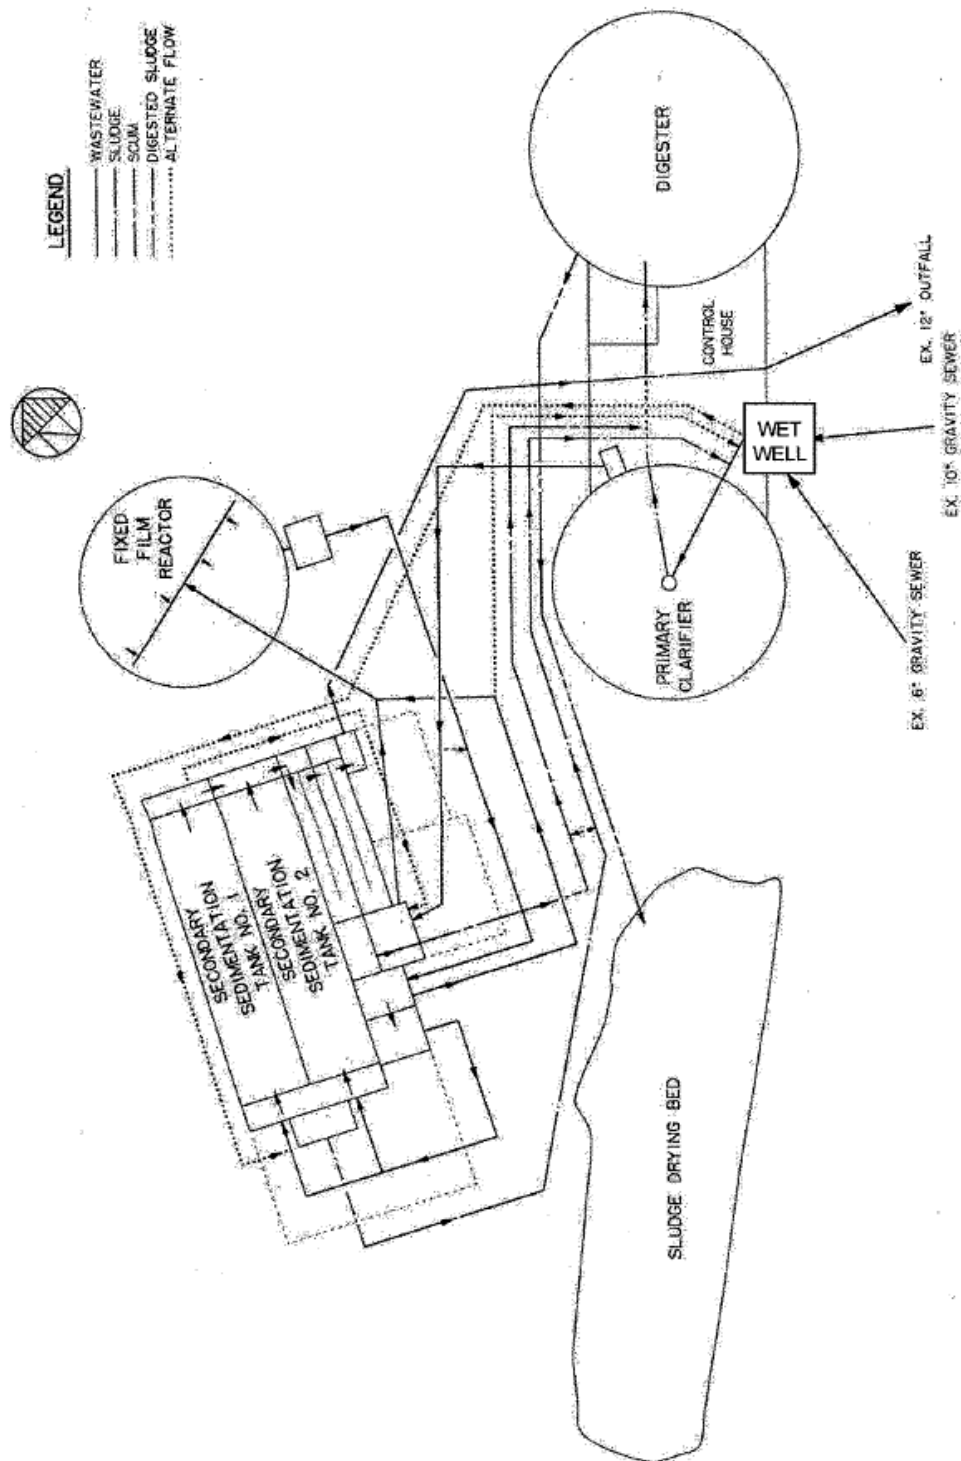 LEGEND
WASTEWATER
SLUDGE
SCUM
DIGESTED SLUDGE
ALTERNATE FLOW
FIXED
FILM
REACTOR
DIGESTER
CONTROL
HOUSE
WET
WELL
EX. 12" OUTFALL
EX. 10" GRAVITY SEWER
EX. 6" GRAVITY SEWER
PRIMARY
CLARIFIER
SECONDARY
SEDIMENTATION
TANK NO. 1
SECONDARY
SEDIMENTATION
TANK NO. 2
SLUDGE DRYING BED